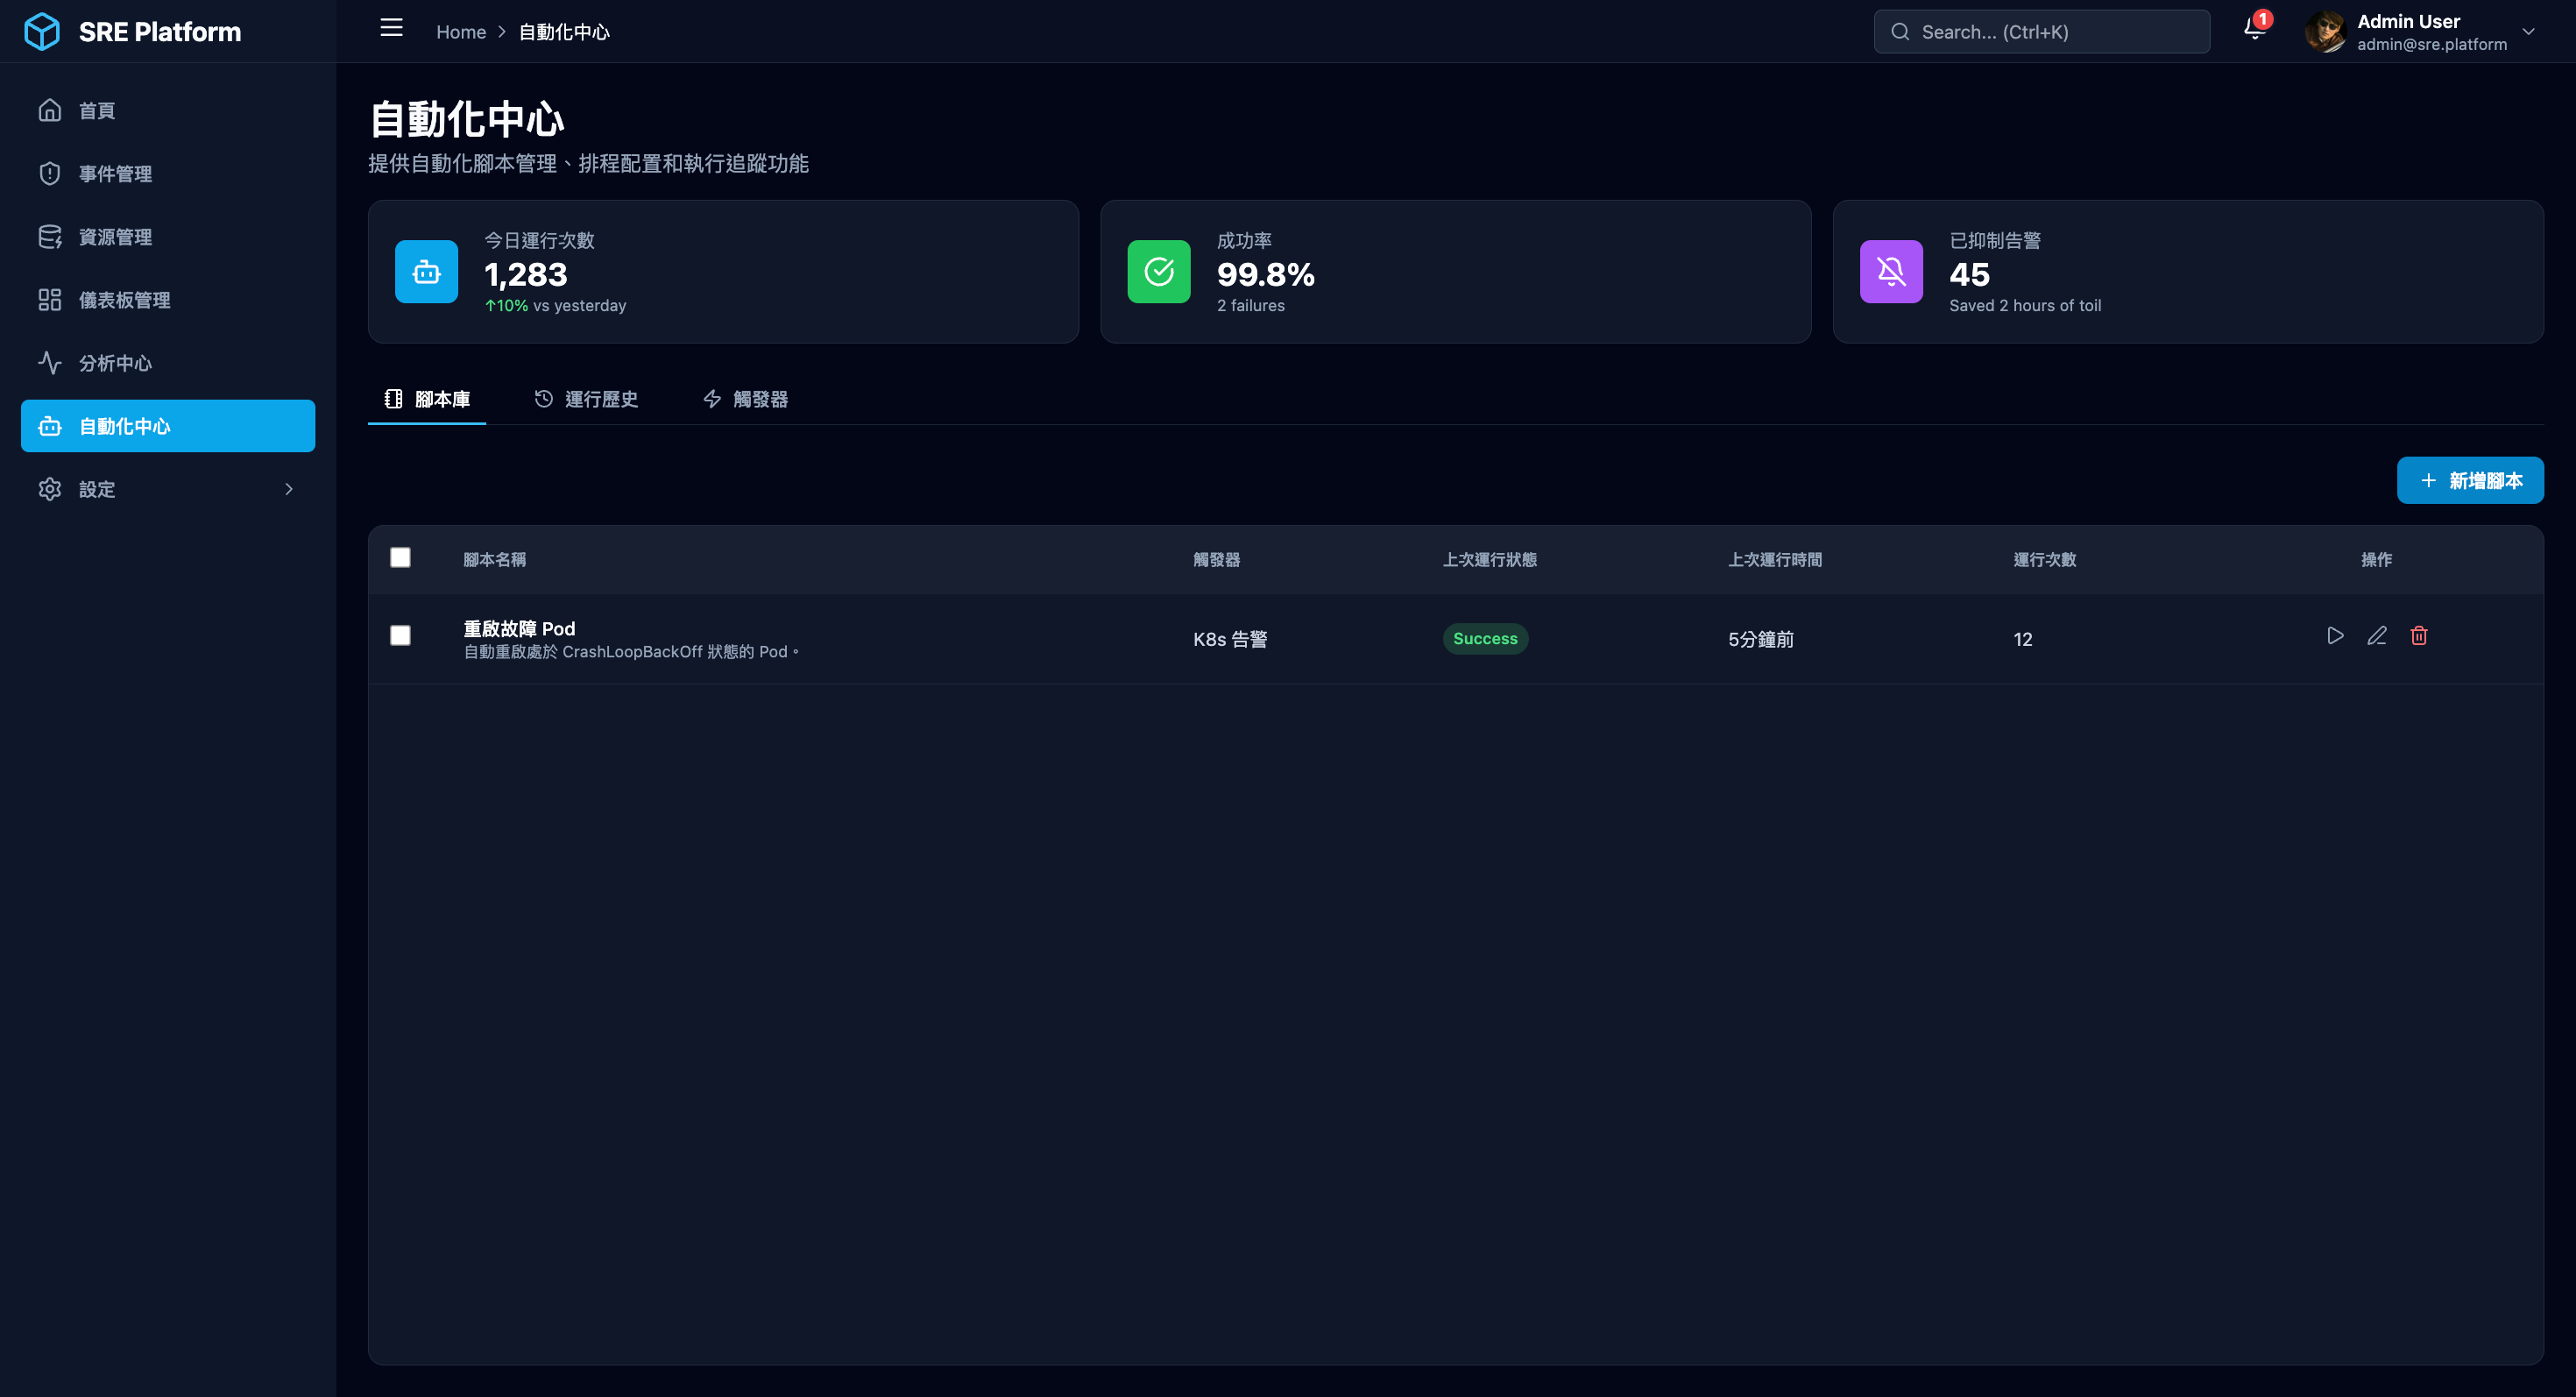 SRE Platform
Home > 自動化中心
Search... (Ctrl+K)
1
Admin User
admin@sre.platform
首頁
事件管理
資源管理
儀表板管理
分析中心
自動化中心
設定
自動化中心
提供自動化腳本管理、排程配置和執行追蹤功能
今日運行次數
1,283
↑10% vs yesterday
成功率
99.8%
2 failures
已抑制告警
45
Saved 2 hours of toil
腳本庫
運行歷史
觸發器
+ 新增腳本
腳本名稱 觸發器 上次運行狀態 上次運行時間 運行次數 操作
重啟故障 Pod
自動重啟處於 CrashLoopBackOff 狀態的 Pod。
K8s 告警 Success 5分鐘前 12